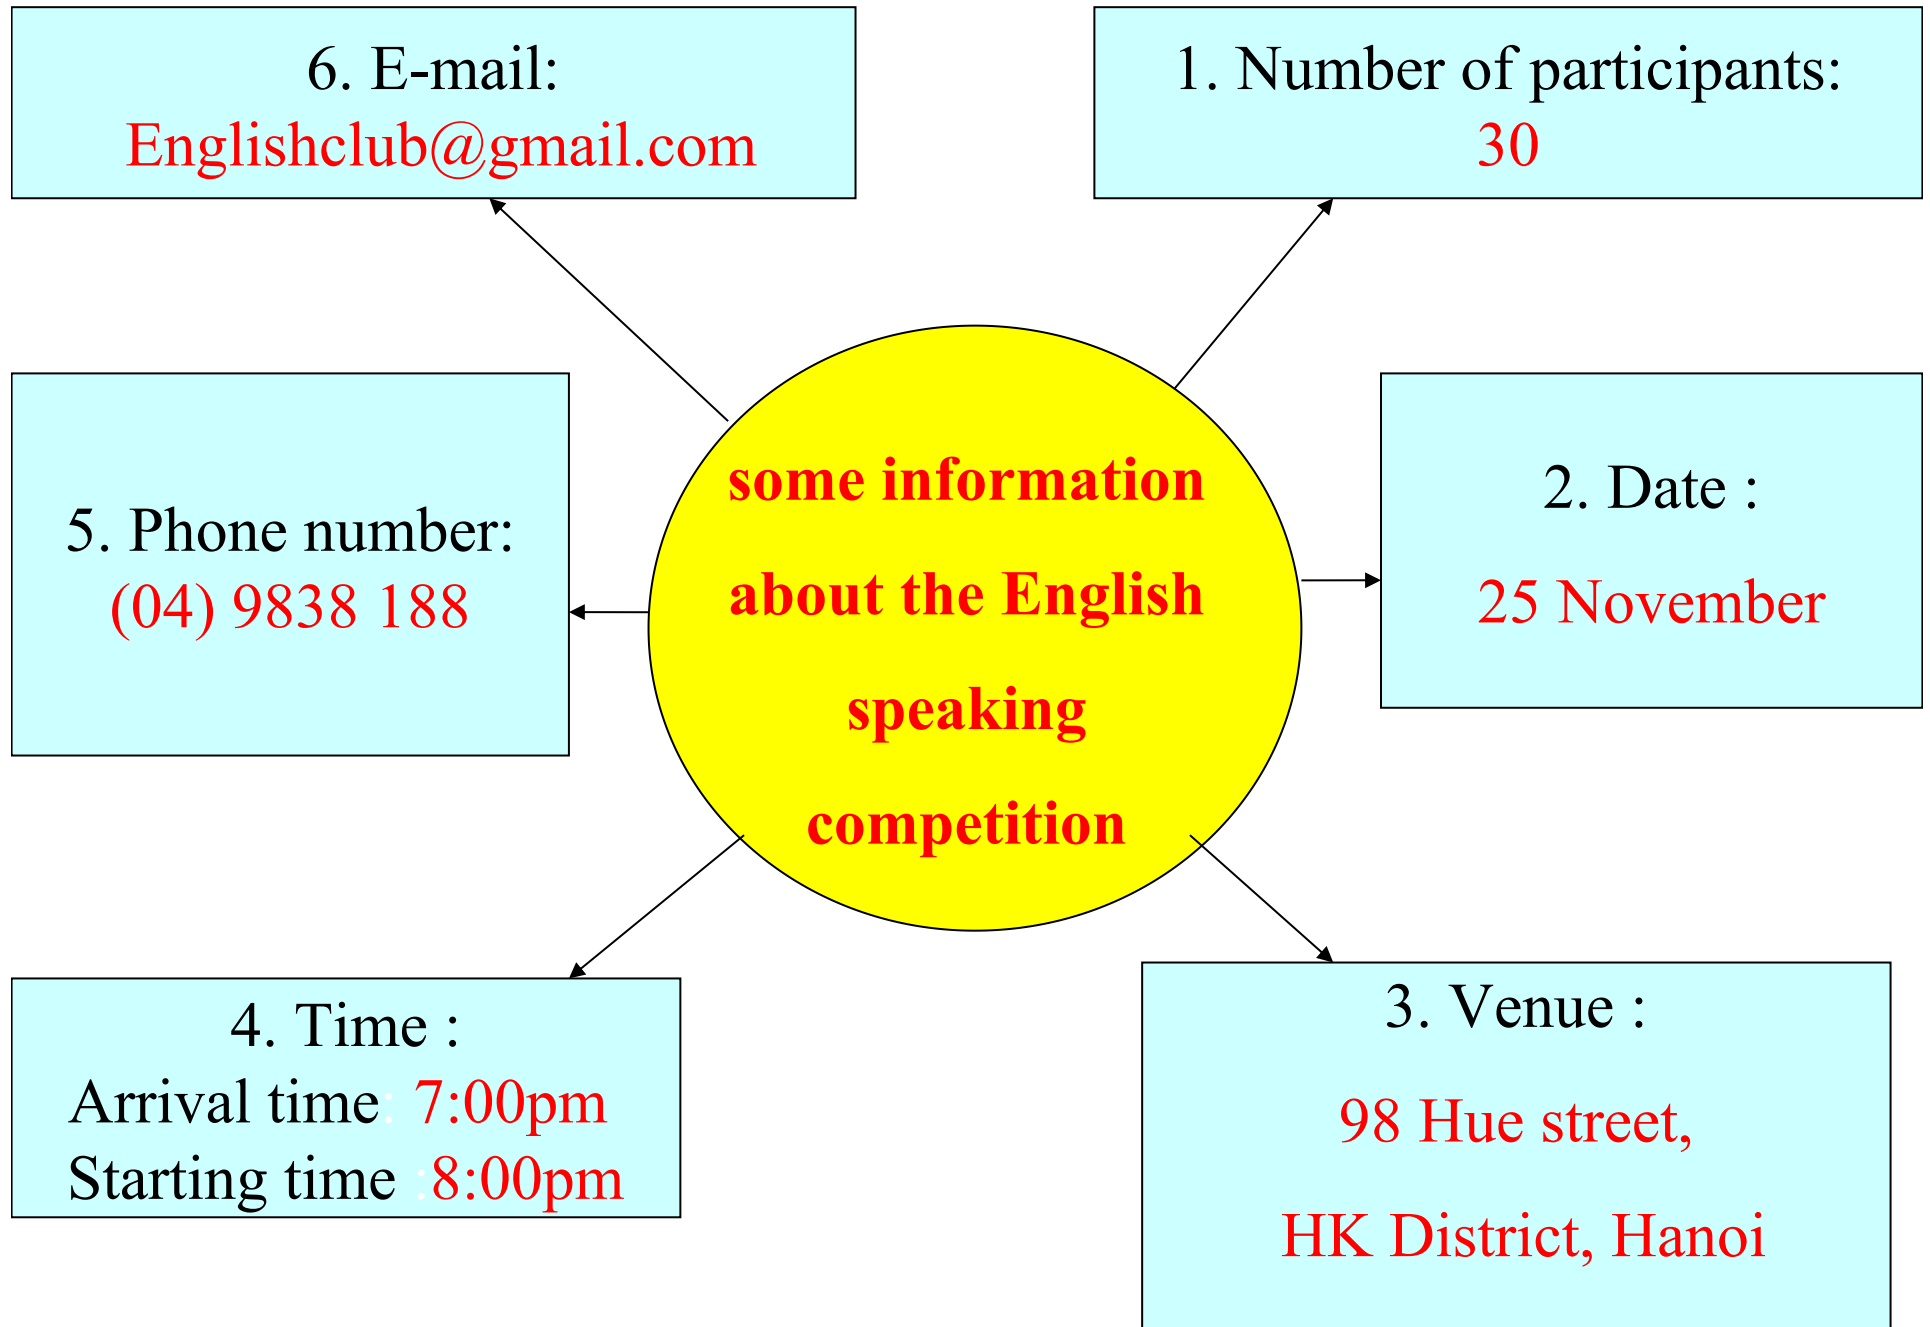 6. E-mail:
Englishclub@gmail.com
1. Number of participants:
30
some information
about the English
speaking
competition
2. Date :
25 November
5. Phone number:
(04) 9838 188
4. Time :
Arrival time: 7:00pm
Starting time :8:00pm
3. Venue :
98 Hue street,
HK District, Hanoi